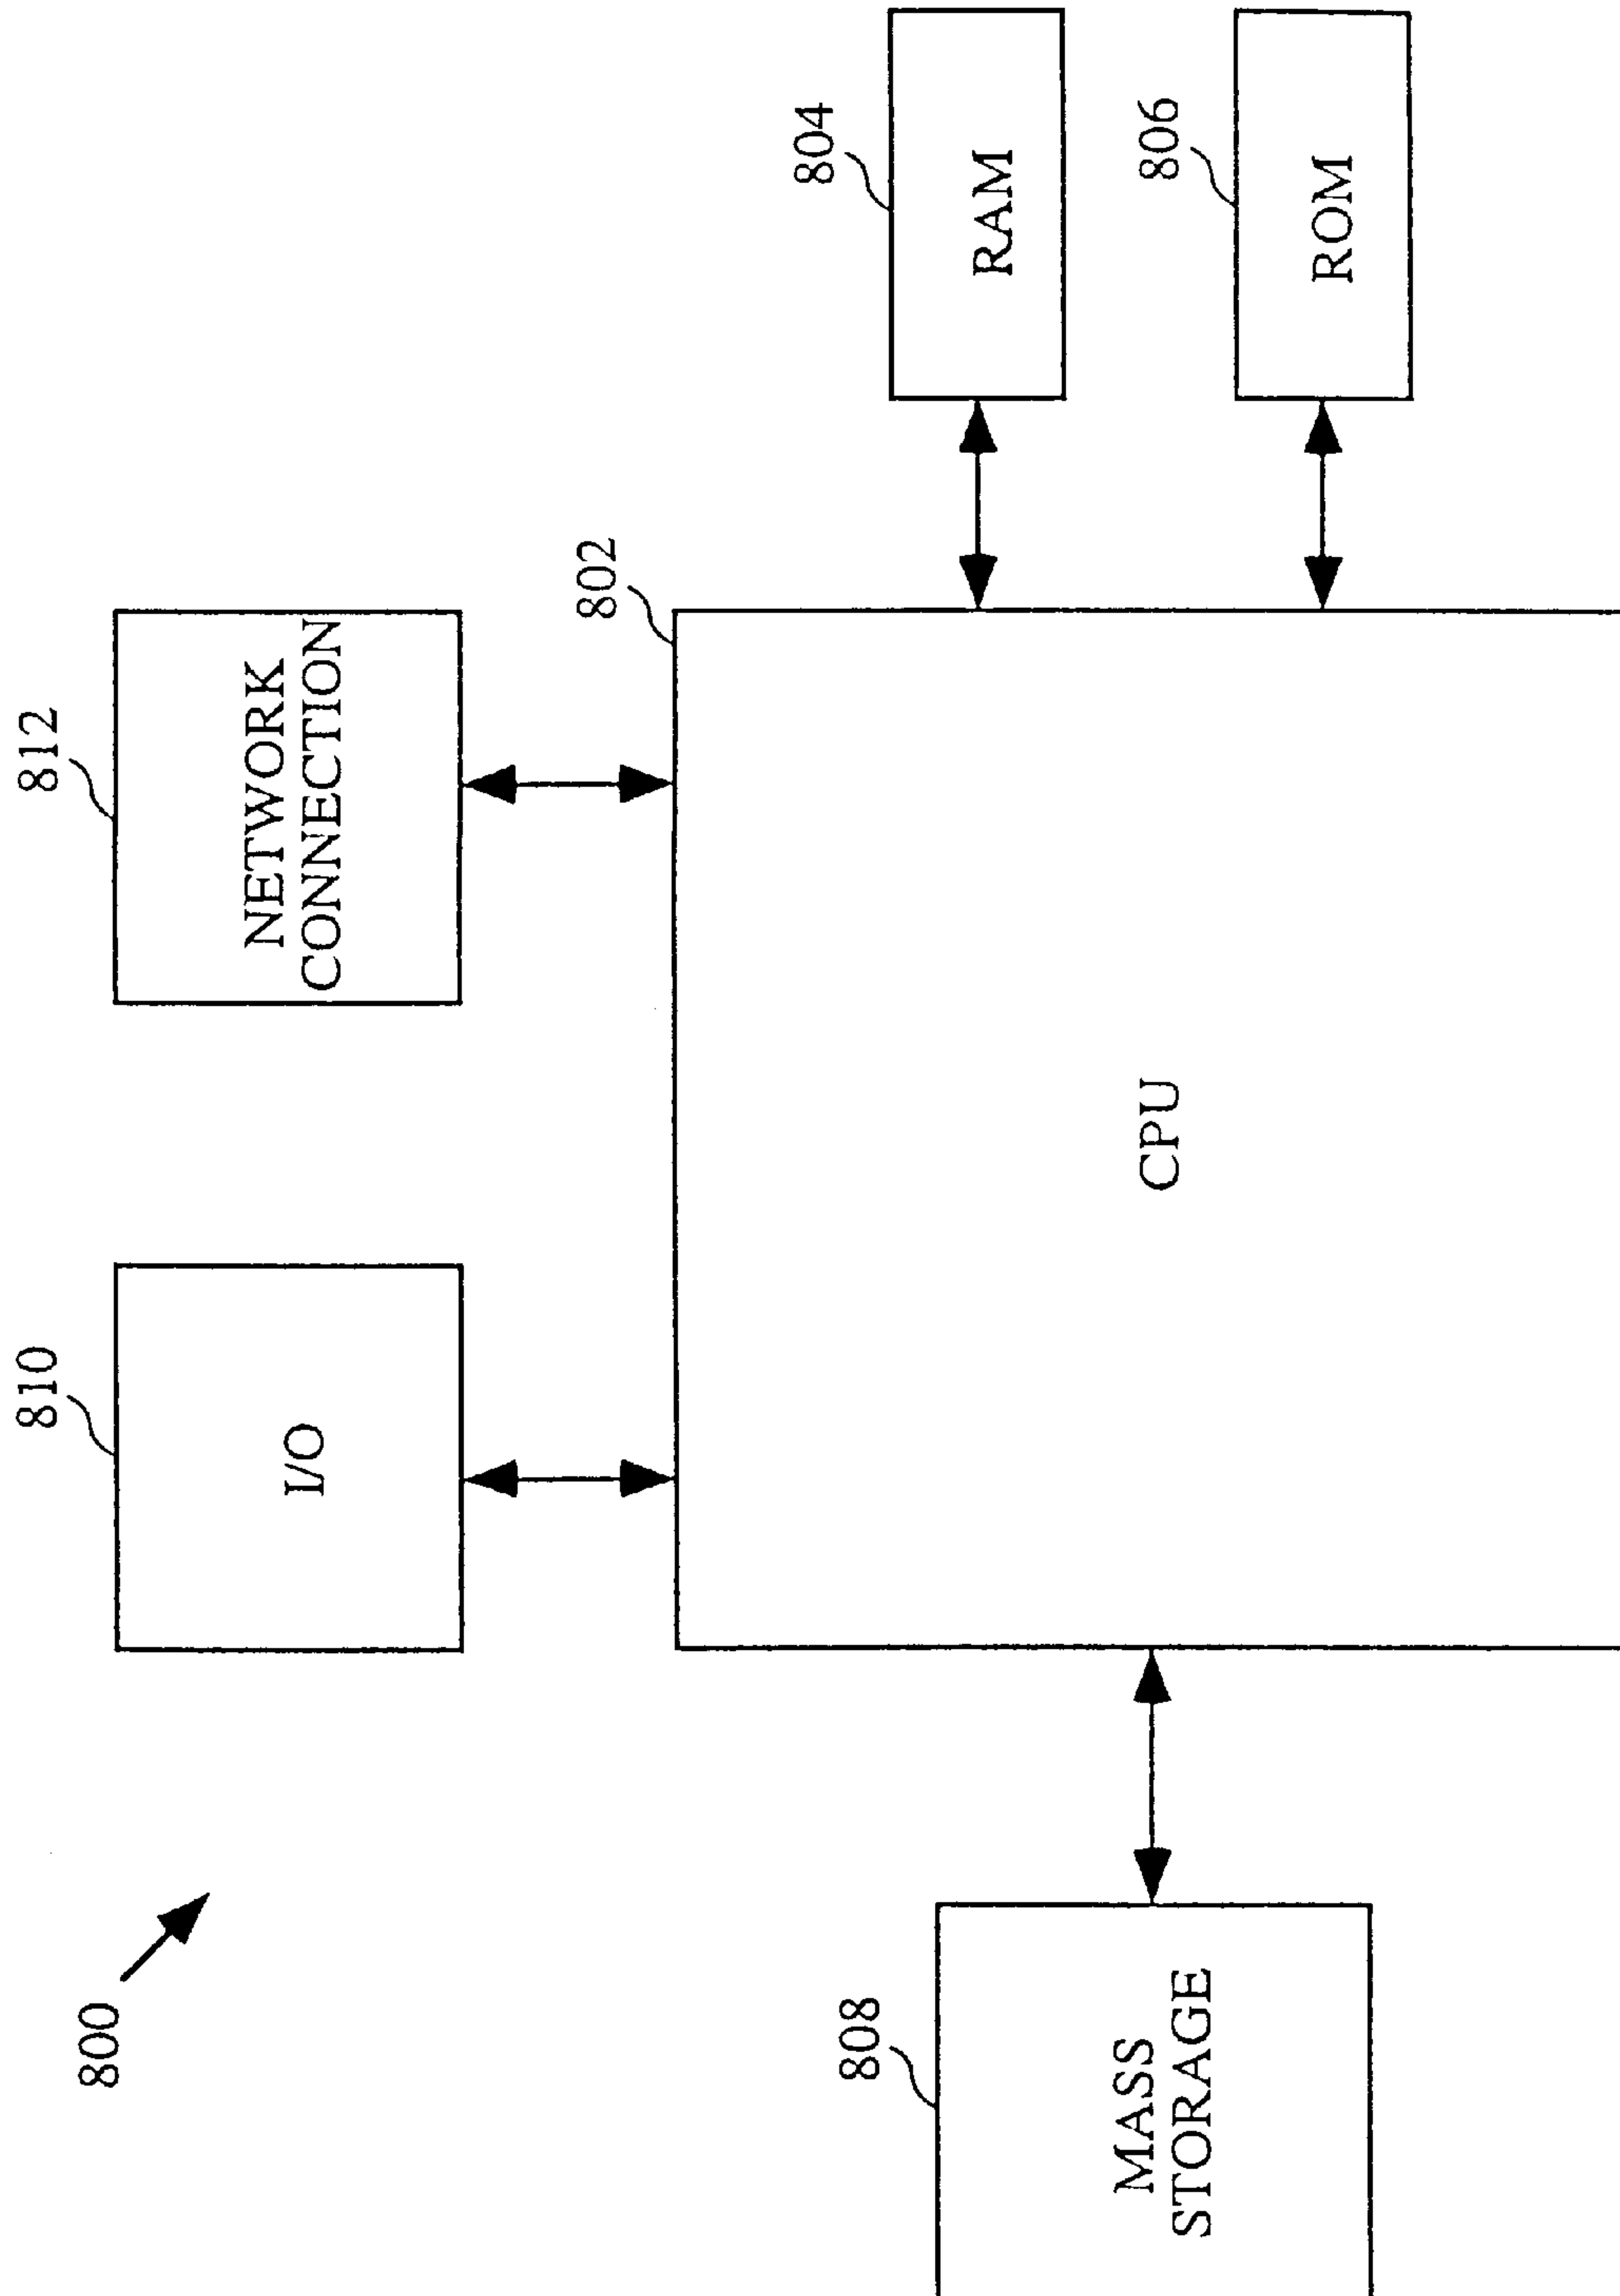 800
810
I/O
812
NETWORK
CONNECTION
802
808
MASS
STORAGE
CPU
804
RAM
806
ROM